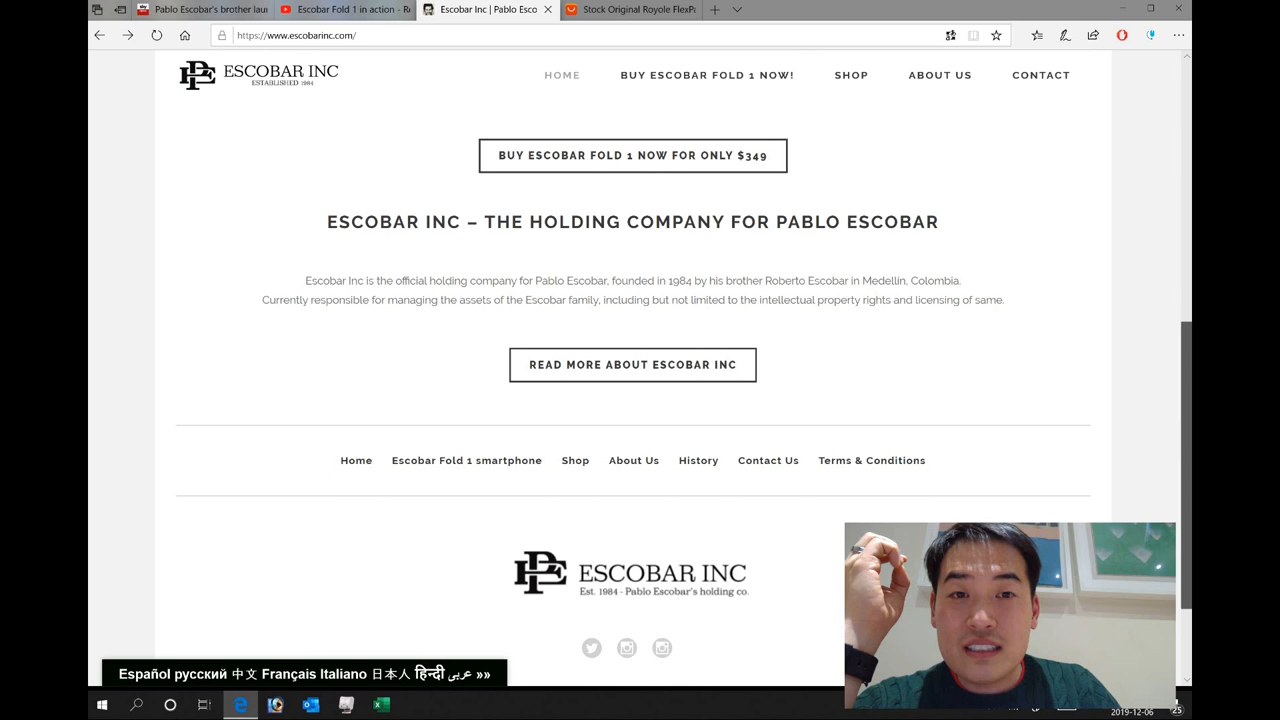 Pablo Escobar's brother lau
Escobar Fold 1 in action - Re
Escobar Inc | Pablo Esco
Stock Original Royole FlexPa
https://www.escobarinc.com/
ESCOBAR INC
ESTABLISHED 1984
HOME
BUY ESCOBAR FOLD 1 NOW!
SHOP
ABOUT US
CONTACT
BUY ESCOBAR FOLD 1 NOW FOR ONLY $349
ESCOBAR INC – THE HOLDING COMPANY FOR PABLO ESCOBAR
Escobar Inc is the official holding company for Pablo Escobar, founded in 1984 by his brother Roberto Escobar in Medellín, Colombia.
Currently responsible for managing the assets of the Escobar family, including but not limited to the intellectual property rights and licensing of same.
READ MORE ABOUT ESCOBAR INC
Home Escobar Fold 1 smartphone Shop About Us History Contact Us Terms & Conditions
ESCOBAR INC
Est. 1984 - Pablo Escobar's holding co.
Español русский 中文 Français Italiano 日本人 हिन्दी عربى »»
2019-12-06
25